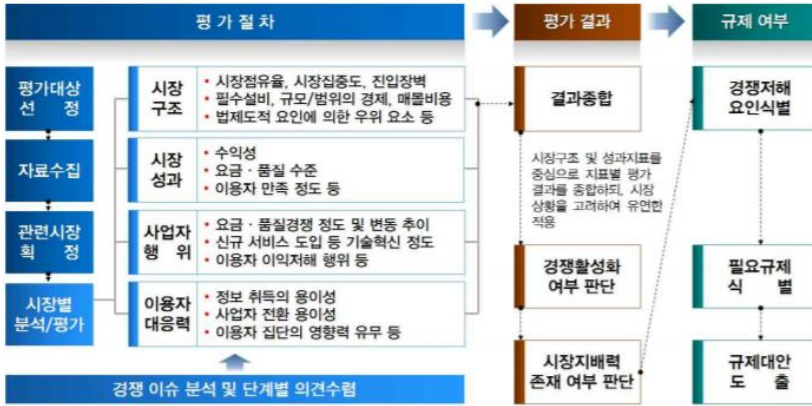 평 가 절 차
평가 결과
규제 여부
평가대상
선 정
자료수집
관련시장
획 정
시장별
분석/평가
시장
구조
• 시장점유율, 시장집중도, 진입장벽
• 필수설비, 규모/범위의 경제, 매몰비용
• 법제도적 요인에 의한 우위 요소 등
시장
성과
• 수익성
• 요금 · 품질 수준
• 이용자 만족 정도 등
사업자
행 위
• 요금 · 품질경쟁 정도 및 변동 추이
• 신규 서비스 도입 등 기술혁신 정도
• 이용자 이익저해 행위 등
이용자
대응력
• 정보 취득의 용이성
• 사업자 전환 용이성
• 이용자 집단의 영향력 유무 등
경쟁 이슈 분석 및 단계별 의견수렴
결과종합
시장구조 및 성과지표를
중심으로 지표별 평가
결과를 종합하되, 시장
상황을 고려하여 유연한
적용
경쟁활성화
여부 판단
시장지배력
존재 여부 판단
경쟁저해
요인식별
필요규제
식 별
규제대안
도 출